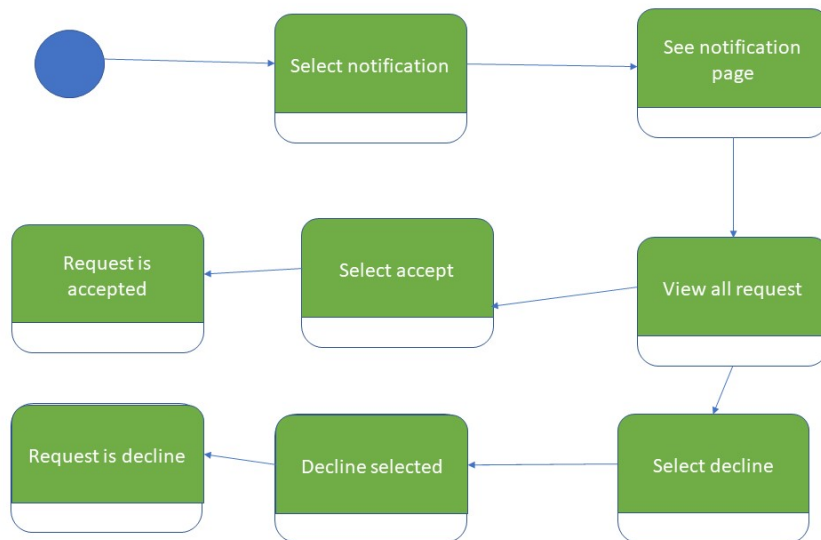 Select notification
See notification
page
Request is
accepted
Select accept
View all request
Request is decline
Decline selected
Select decline